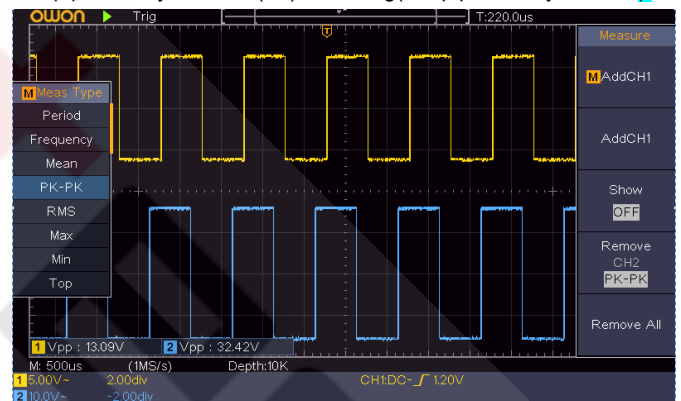 owon Trig T T:220.0us
Measure
M AddCH1
AddCH1
Show
OFF
Remove
CH2
PK-PK
Remove All
M Meas Type
Period
Frequency
Mean
PK-PK
RMS
Max
Min
Top
1 Vpp : 13.09V 2 Vpp : 32.42V
M: 500us (1MS/s) Depth:10K
1 5.00V~ 2.00div CH1:DC- 1.20V
2 10.0V~ -2.00div